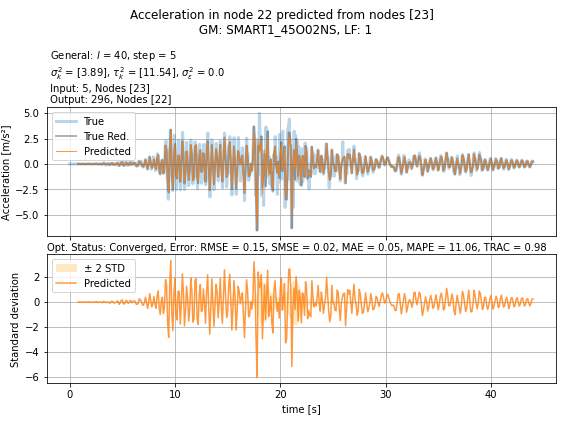 Acceleration in node 22 predicted from nodes [23]
GM: SMART1_45O02NS, LF: 1
General: l = 40, step = 5
σ²ₖ = [3.89], τ²ₖ = [11.54], σ²ε = 0.0
Input: 5, Nodes [23]
Output: 296, Nodes [22]
Acceleration [m/s²]
5.0
2.5
0.0
−2.5
−5.0
True
True Red.
Predicted
Opt. Status: Converged, Error: RMSE = 0.15, SMSE = 0.02, MAE = 0.05, MAPE = 11.06, TRAC = 0.98
Standard deviation
2
0
−2
−4
−6
± 2 STD
Predicted
0 10 20 30 40
time [s]